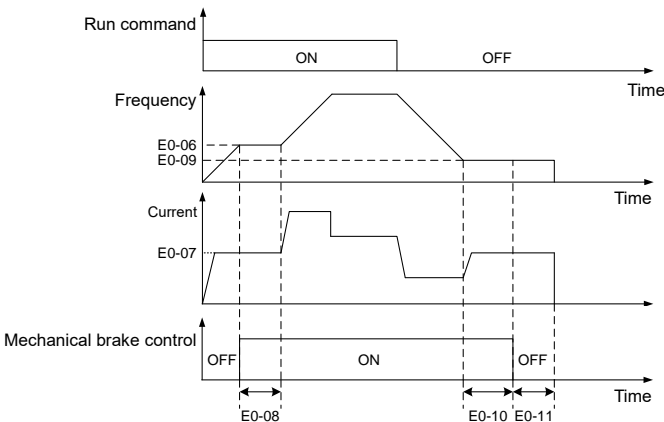 Run command
ON
OFF
Time
Frequency
E0-06
E0-09
Time
Current
E0-07
Mechanical brake control
OFF
ON
OFF
Time
E0-08
E0-10
E0-11